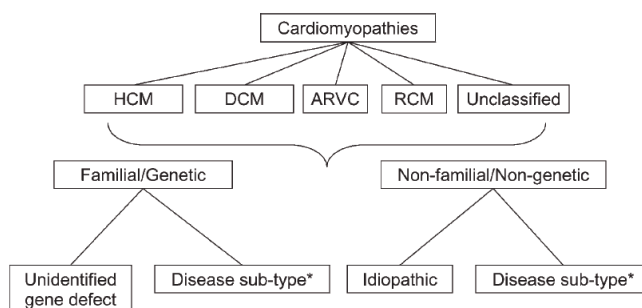 Cardiomyopathies
HCM DCM ARVC RCM Unclassified
Familial/Genetic Non-familial/Non-genetic
Unidentified
gene defect
Disease sub-type*
Idiopathic
Disease sub-type*